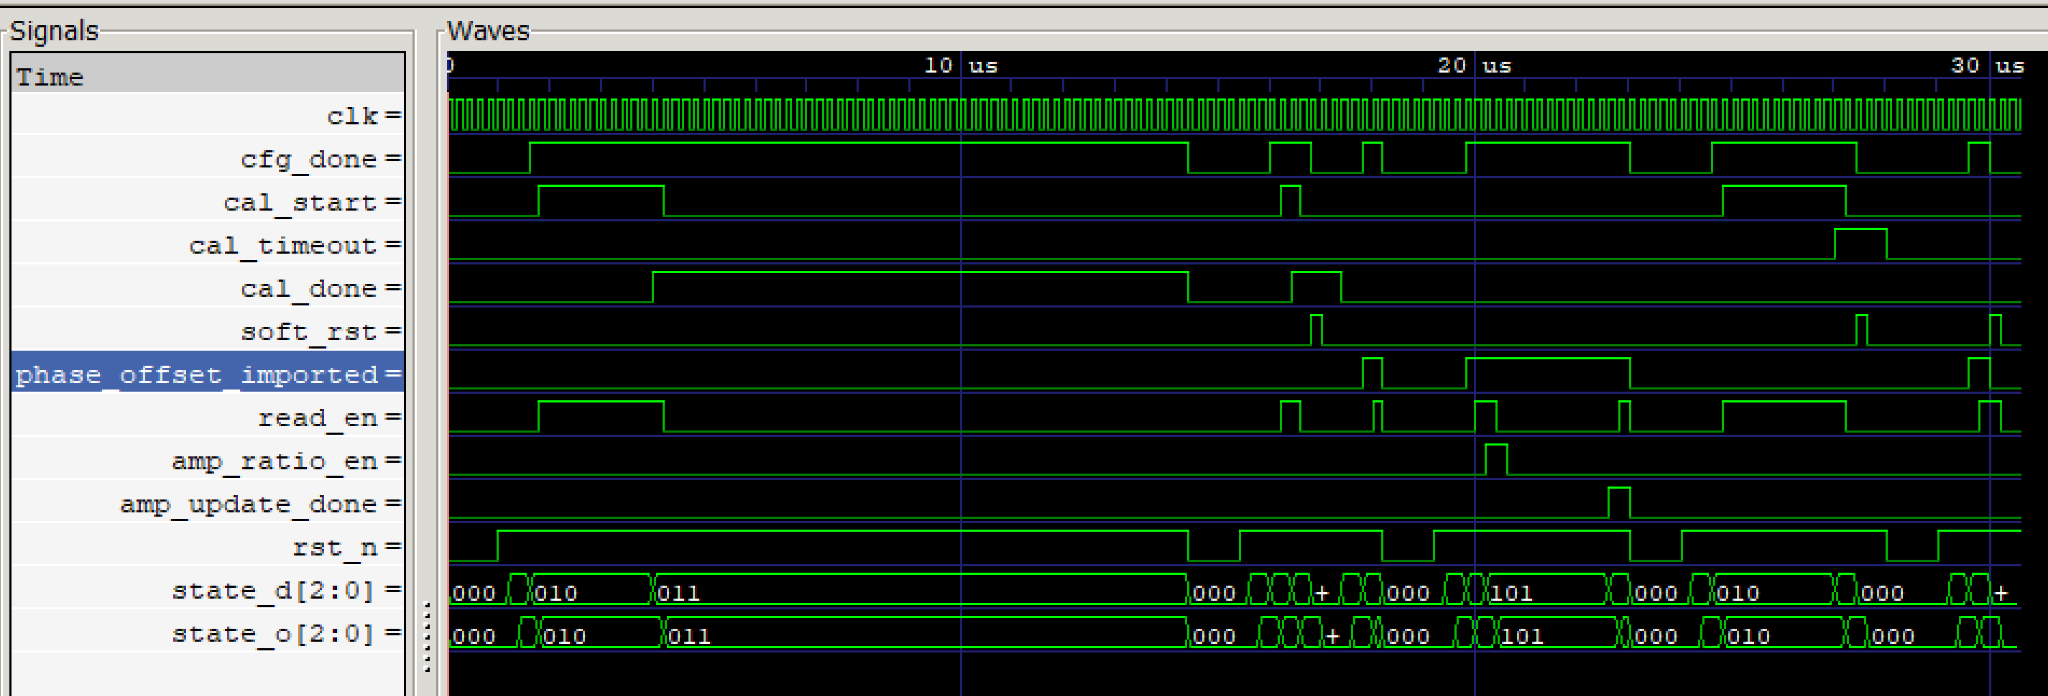 Signals Waves
Time 0 10 us 20 us 30 us
clk =
cfg_done =
cal_start =
cal_timeout =
cal_done =
soft_rst =
phase_offset_imported =
read_en =
amp_ratio_en =
amp_update_done =
rst_n =
state_d[2:0] = 000 010 011 000 + 000 101 000 010 000 +
state_o[2:0] = 000 010 011 000 + 000 101 000 010 000